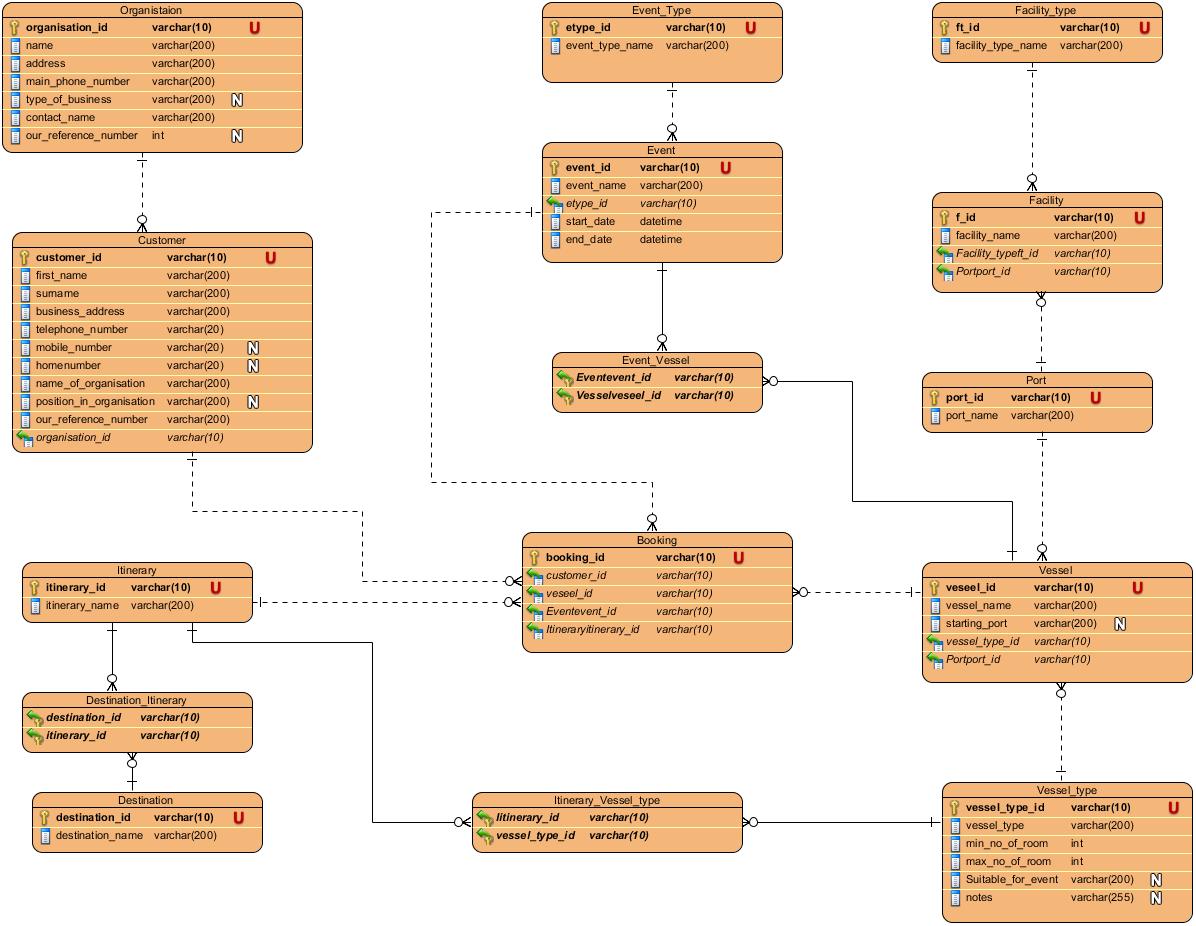 Organistaion
organisation_id varchar(10) U
name varchar(200)
address varchar(200)
main_phone_number varchar(200)
type_of_business varchar(200) N
contact_name varchar(200)
our_reference_number int N
Event_Type
etype_id varchar(10) U
event_type_name varchar(200)
Facility_type
ft_id varchar(10) U
facility_type_name varchar(200)
Event
event_id varchar(10) U
event_name varchar(200)
etype_id varchar(10)
start_date datetime
end_date datetime
Facility
f_id varchar(10) U
facility_name varchar(200)
Facility_typeft_id varchar(10)
Portport_id varchar(10)
Customer
customer_id varchar(10) U
first_name varchar(200)
surname varchar(200)
business_address varchar(200)
telephone_number varchar(20)
mobile_number varchar(20) N
homenumber varchar(20) N
name_of_organisation varchar(200)
position_in_organisation varchar(200) N
our_reference_number varchar(200)
organisation_id varchar(10)
Event_Vessel
Eventevent_id varchar(10)
Vesselveseel_id varchar(10)
Port
port_id varchar(10) U
port_name varchar(200)
Booking
booking_id varchar(10) U
customer_id varchar(10)
veseel_id varchar(10)
Eventevent_id varchar(10)
Itineraryitinerary_id varchar(10)
Itinerary
itinerary_id varchar(10) U
itinerary_name varchar(200)
Vessel
veseel_id varchar(10) U
vessel_name varchar(200)
starting_port varchar(200) N
vessel_type_id varchar(10)
Portport_id varchar(10)
Destination_Itinerary
destination_id varchar(10)
itinerary_id varchar(10)
Destination
destination_id varchar(10) U
destination_name varchar(200)
Itinerary_Vessel_type
Iitinerary_id varchar(10)
vessel_type_id varchar(10)
Vessel_type
vessel_type_id varchar(10) U
vessel_type varchar(200)
min_no_of_room int
max_no_of_room int
Suitable_for_event varchar(200) N
notes varchar(255) N